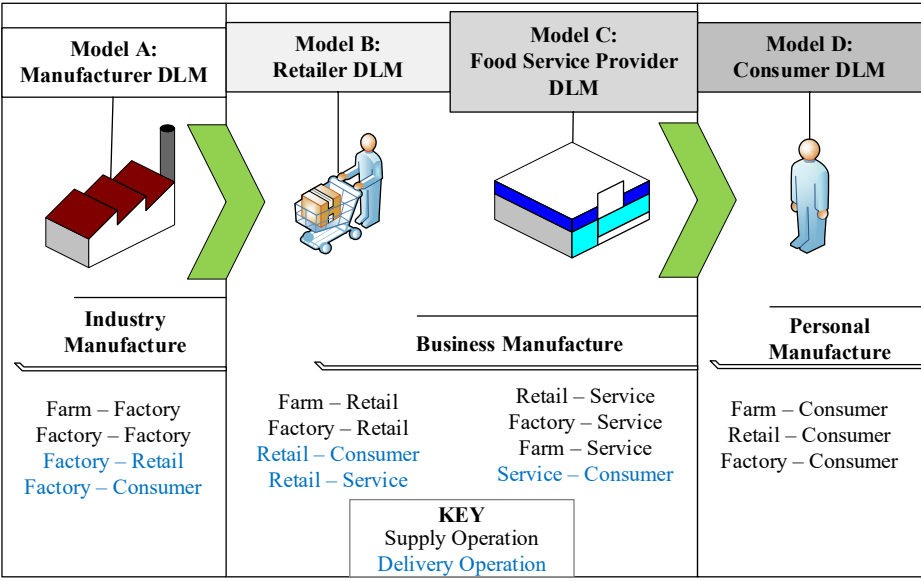 Model A:
Manufacturer DLM
Model B:
Retailer DLM
Model C:
Food Service Provider
DLM
Model D:
Consumer DLM
Industry
Manufacture
Business Manufacture
Personal
Manufacture
Farm – Factory
Factory – Factory
Factory – Retail
Factory – Consumer
Farm – Retail
Factory – Retail
Retail – Consumer
Retail – Service
Retail – Service
Factory – Service
Farm – Service
Service – Consumer
Farm – Consumer
Retail – Consumer
Factory – Consumer
KEY
Supply Operation
Delivery Operation